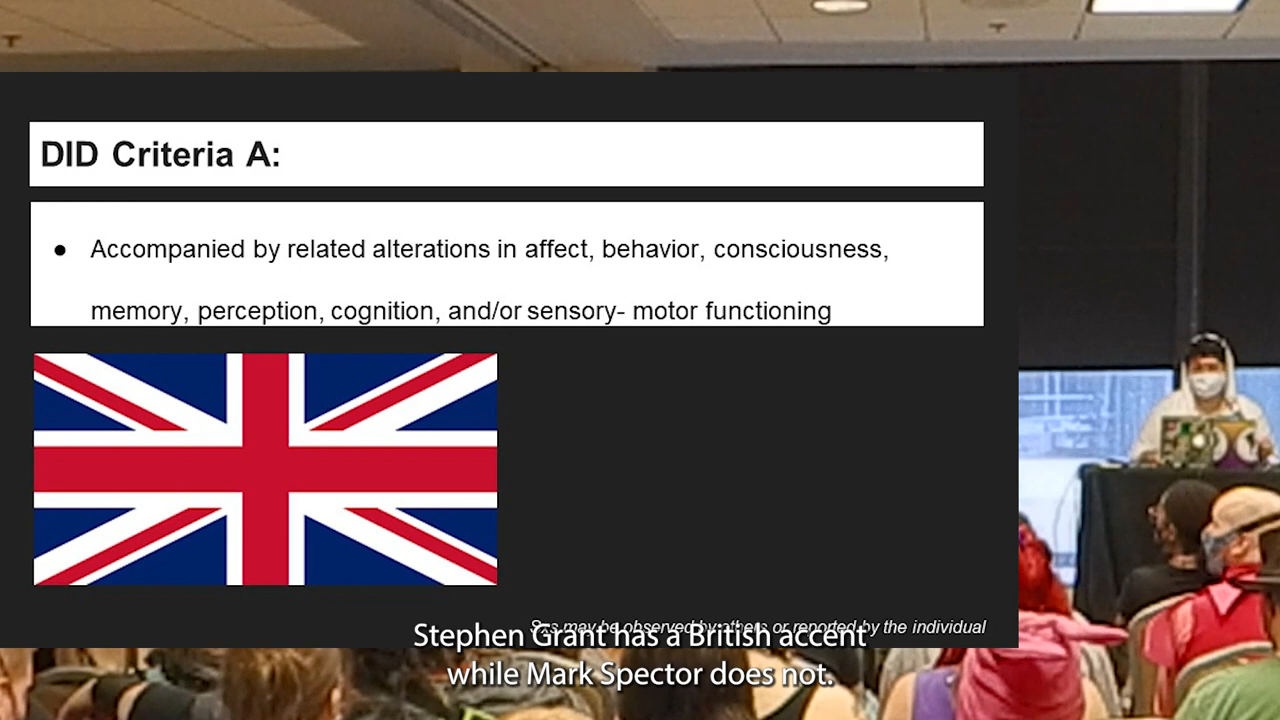 DID Criteria A:
● Accompanied by related alterations in affect, behavior, consciousness,
memory, perception, cognition, and/or sensory- motor functioning
may be observed by others or reported by the individual
Stephen Grant has a British accent
while Mark Spector does not.